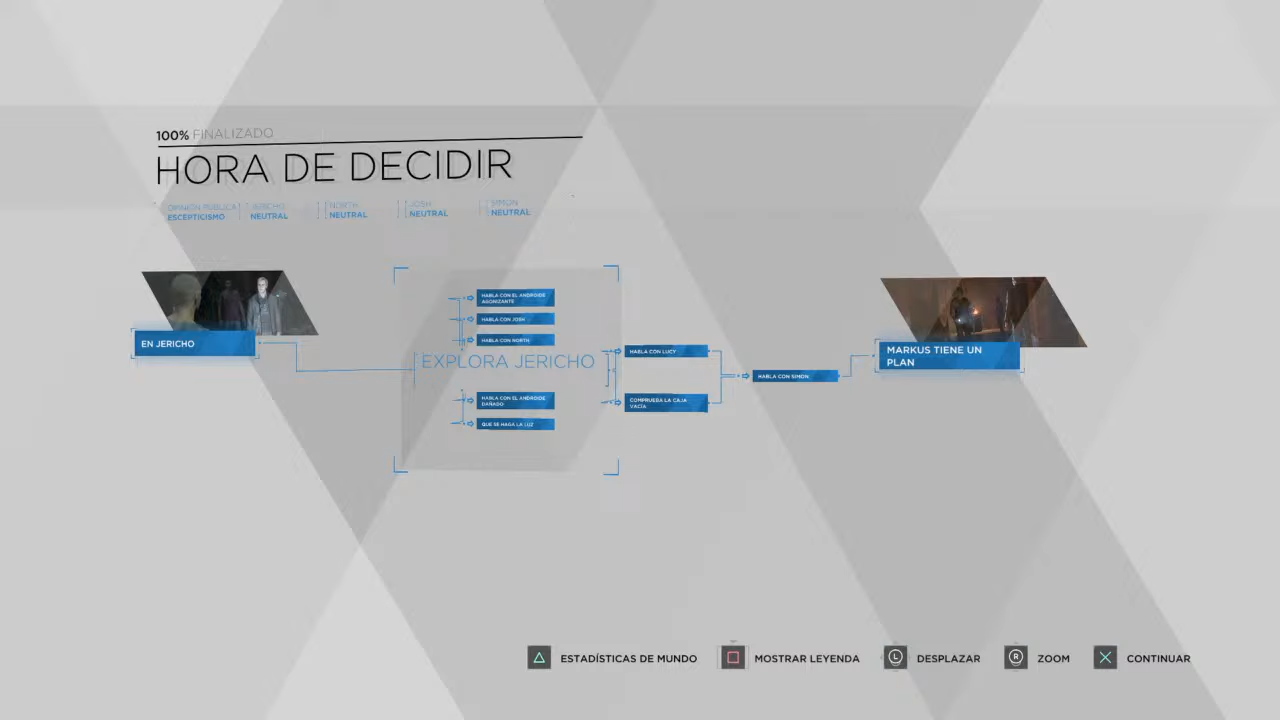 100% FINALIZADO
HORA DE DECIDIR
OPINIÓN PÚBLICA JERICHO NORTH JOSH SIMON
ESCEPTICISMO NEUTRAL NEUTRAL NEUTRAL NEUTRAL
EN JERICHO
HABLA CON EL ANDROIDE
AGONIZANTE
HABLA CON JOSH
HABLA CON NORTH
EXPLORA JERICHO
HABLA CON EL ANDROIDE
DAÑADO
QUE SE HAGA LA LUZ
HABLA CON LUCY
COMPRUEBA LA CAJA
VACÍA
HABLA CON SIMON
MARKUS TIENE UN
PLAN
ESTADÍSTICAS DE MUNDO
MOSTRAR LEYENDA
L DESPLAZAR
R ZOOM
CONTINUAR